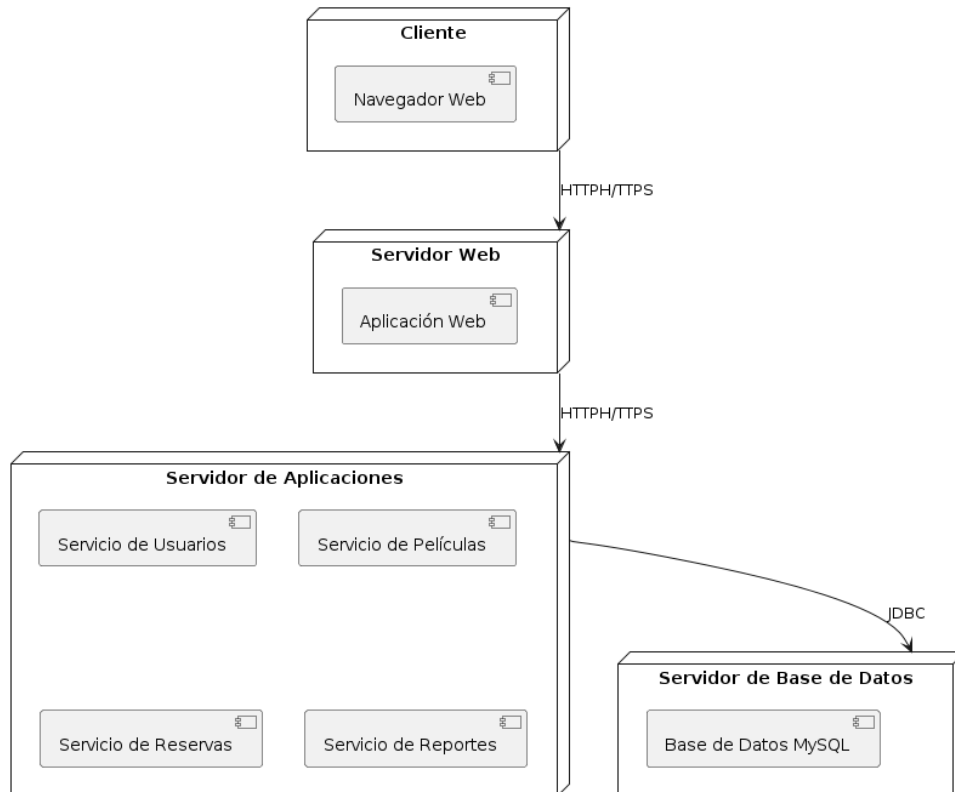 Cliente
Navegador Web
HTTPH/TTPS
Servidor Web
Aplicación Web
HTTPH/TTPS
Servidor de Aplicaciones
Servicio de Usuarios
Servicio de Películas
JDBC
Servidor de Base de Datos
Servicio de Reservas
Servicio de Reportes
Base de Datos MySQL